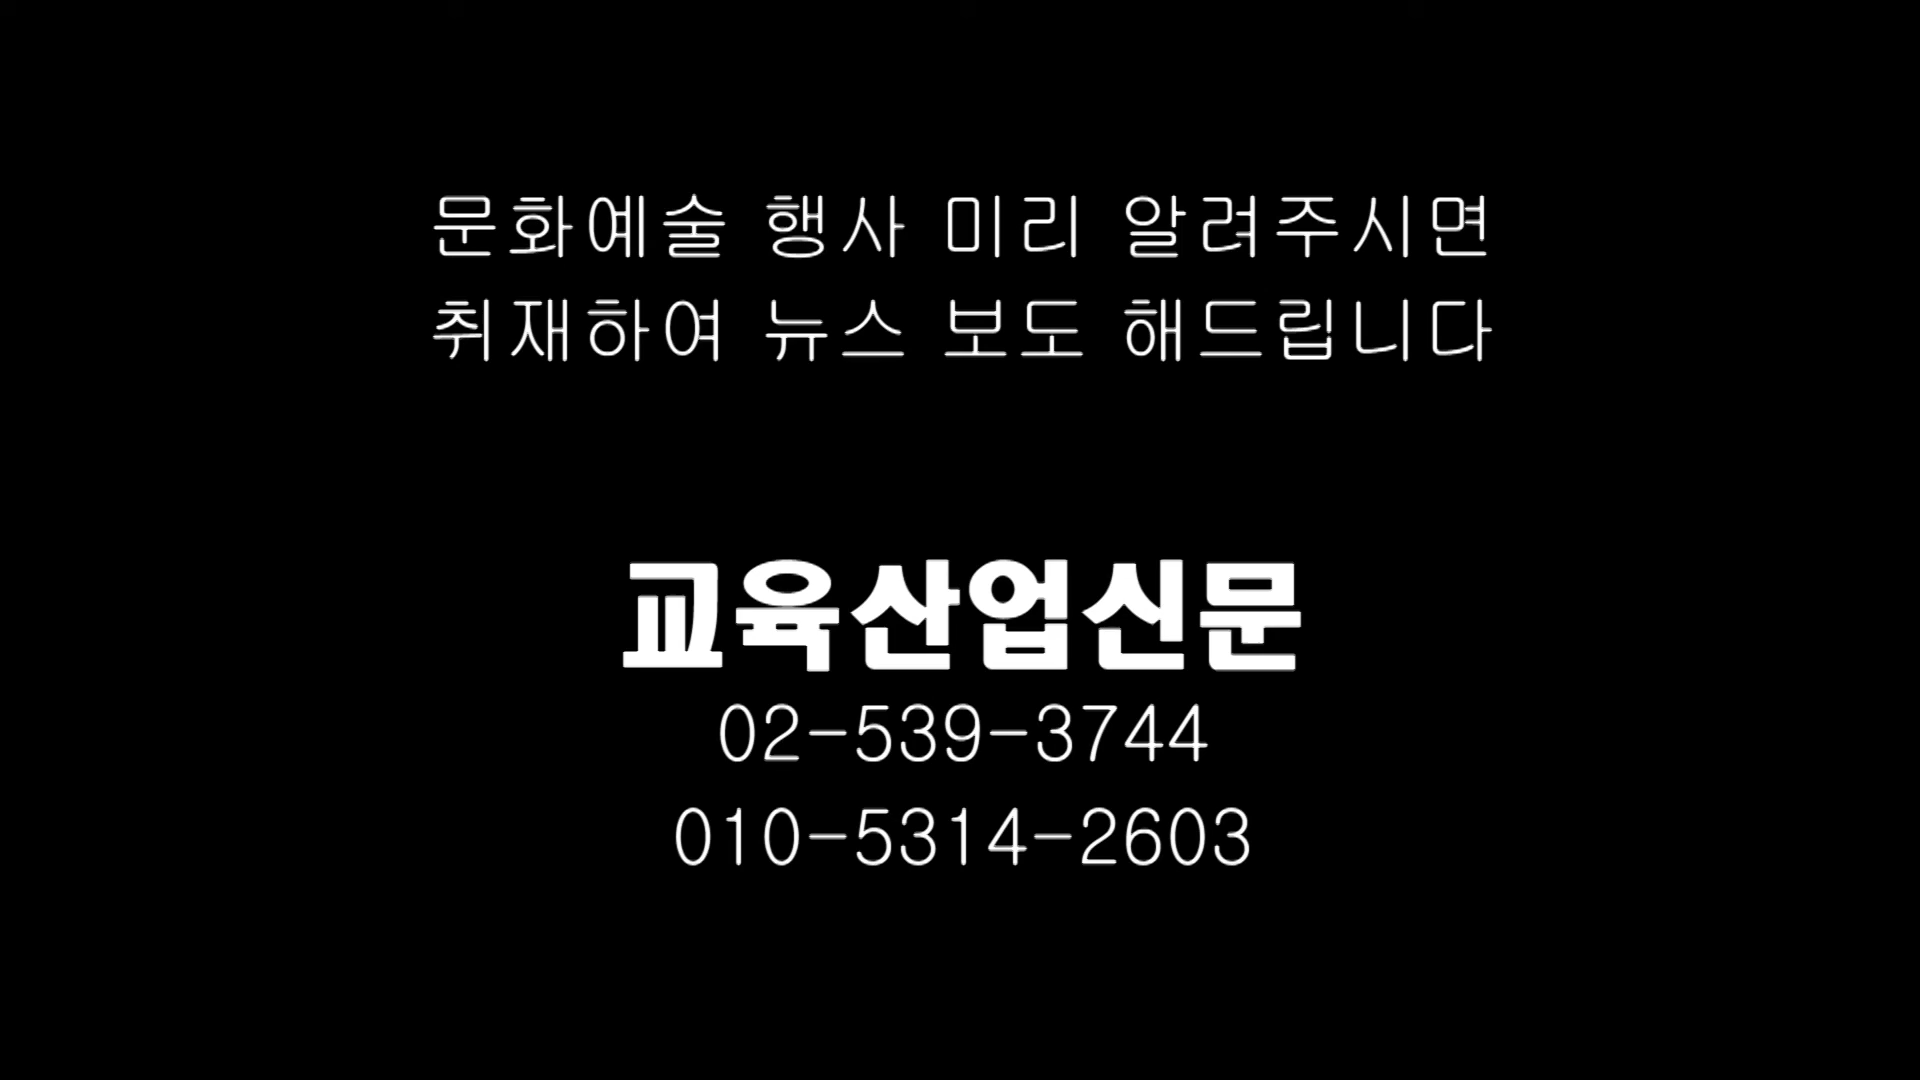 문화예술 행사 미리 알려주시면
취재하여 뉴스 보도 해드립니다
교육산업신문
02-539-3744
010-5314-2603